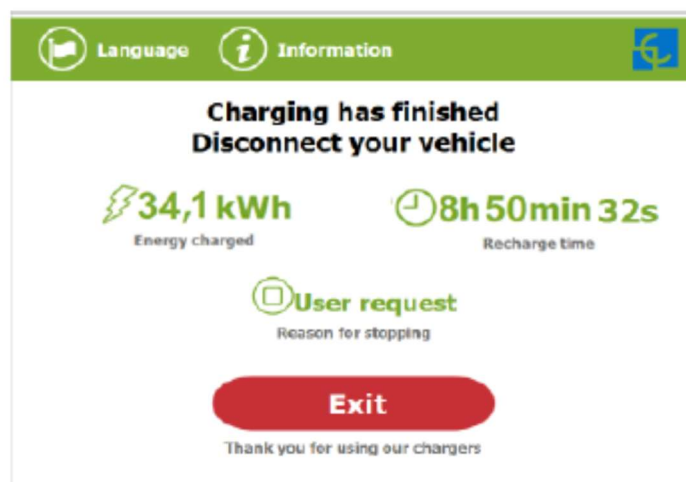 Language Information
Charging has finished
Disconnect your vehicle
34,1 kWh 8h 50min 32s
Energy charged Recharge time
User request
Reason for stopping
Exit
Thank you for using our chargers